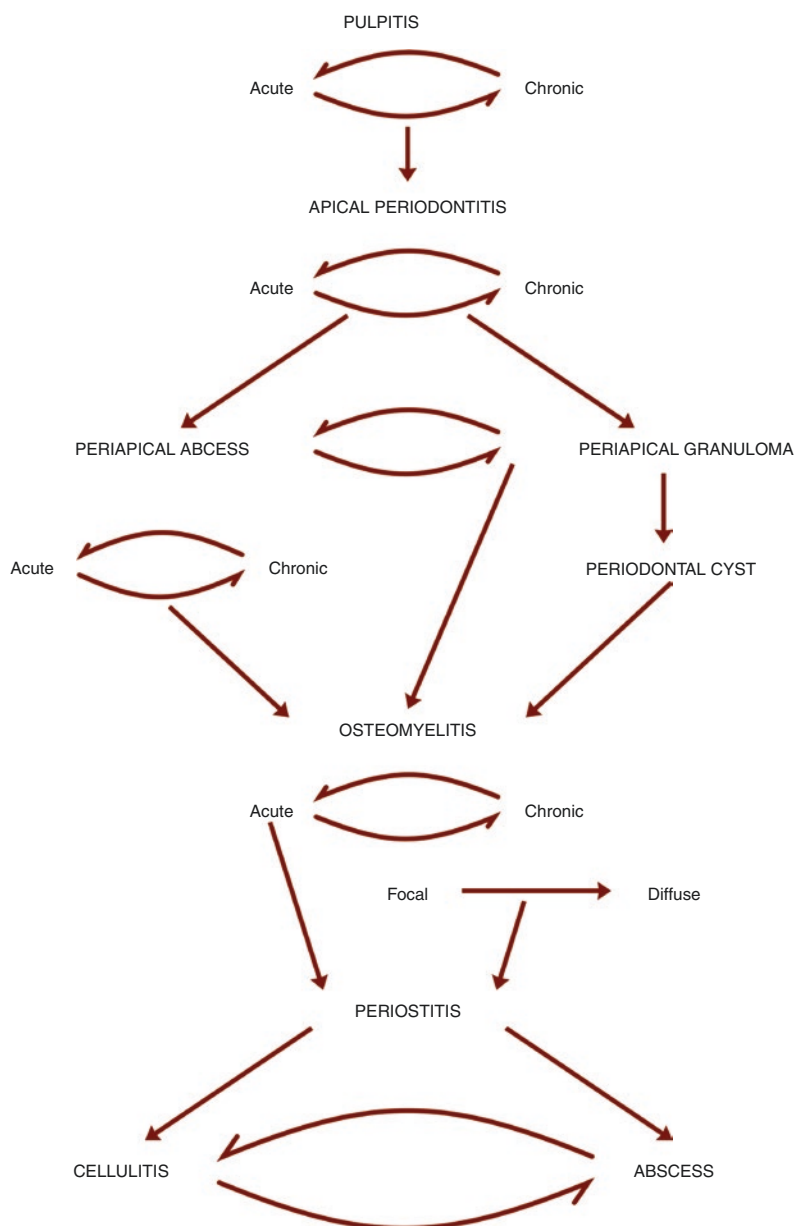 PULPITIS
Acute Chronic
APICAL PERIODONTITIS
Acute Chronic
PERIAPICAL ABCESS PERIAPICAL GRANULOMA
Acute Chronic PERIODONTAL CYST
OSTEOMYELITIS
Acute Chronic
Focal Diffuse
PERIOSTITIS
CELLULITIS ABSCESS